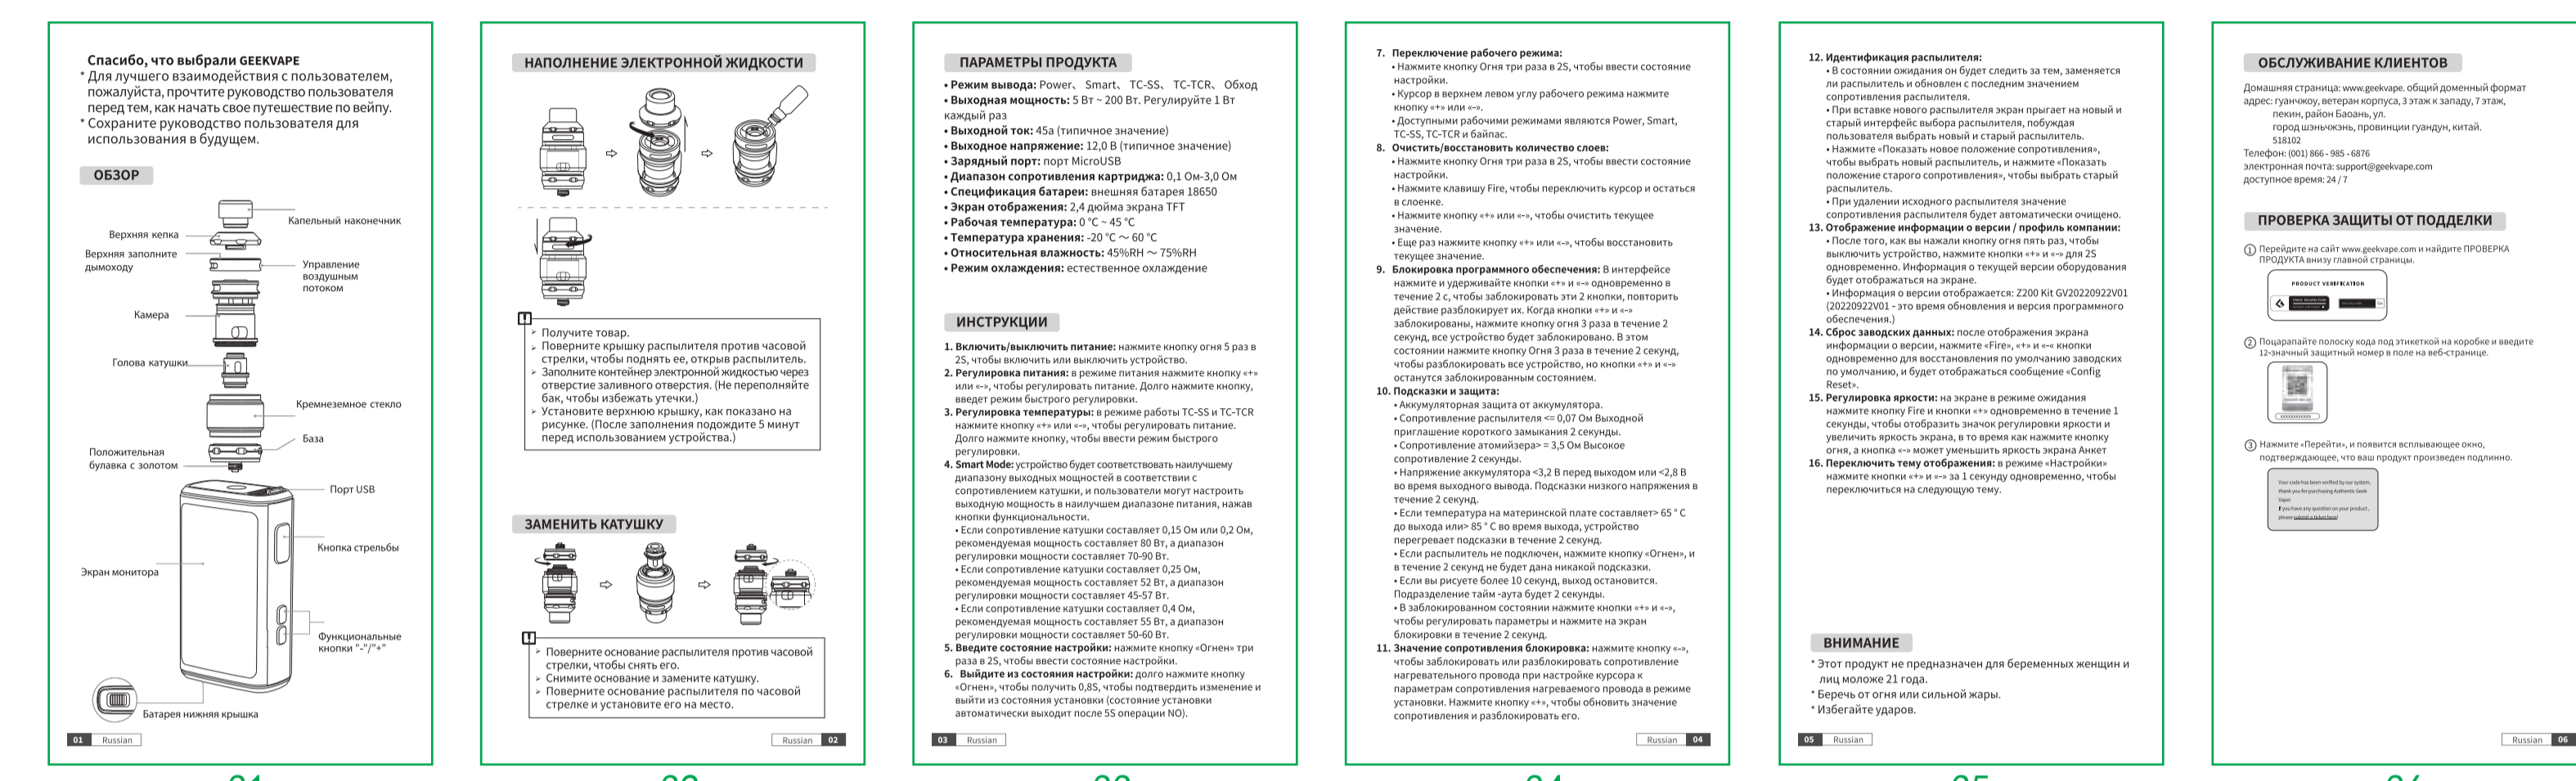 Спасибо, что выбрали GEEKVAPE
* Для лучшего взаимодействия с пользователем,
пожалуйста, прочтите руководство пользователя
перед тем, как начать свое путешествие по вейпу.
* Сохраните руководство пользователя для
использования в будущем.
ОБЗОР
Капельный наконечник
Верхняя кепка
Верхняя заполните
дымоходу
Управление
воздушным
потоком
Камера
Голова катушки
Кремнеземное стекло
База
Положительная
булавка с золотом
Порт USB
Кнопка стрельбы
Экран монитора
Функциональные
кнопки "-"/"+"
Батарея нижняя крышка
01 Russian
НАПОЛНЕНИЕ ЭЛЕКТРОННОЙ ЖИДКОСТИ
➢ Получите товар.
➢ Поверните крышку распылителя против часовой
стрелки, чтобы поднять ее, открыв распылитель.
➢ Заполните контейнер электронной жидкостью через
отверстие заливного отверстия. (Не переполняйте
бак, чтобы избежать утечки.)
➢ Установите верхнюю крышку, как показано на
рисунке. (После заполнения подождите 5 минут
перед использованием устройства.)
ЗАМЕНИТЬ КАТУШКУ
➢ Поверните основание распылителя против часовой
стрелки, чтобы снять его.
➢ Снимите основание и замените катушку.
➢ Поверните основание распылителя по часовой
стрелке и установите его на место.
Russian 02
ПАРАМЕТРЫ ПРОДУКТА
• Режим вывода: Power、 Smart、 TC-SS、 TC-TCR、 Обход
• Выходная мощность: 5 Вт ~ 200 Вт. Регулируйте 1 Вт
каждый раз
• Выходной ток: 45a (типичное значение)
• Выходное напряжение: 12,0 В (типичное значение)
• Зарядный порт: порт MicroUSB
• Диапазон сопротивления картриджа: 0,1 Ом-3,0 Ом
• Спецификация батареи: внешняя батарея 18650
• Экран отображения: 2,4 дюйма экрана TFT
• Рабочая температура: 0 °C ~ 45 °C
• Температура хранения: -20 °C ～ 60 °C
• Относительная влажность: 45%RH ～ 75%RH
• Режим охлаждения: естественное охлаждение
ИНСТРУКЦИИ
1. Включить/выключить питание: нажмите кнопку огня 5 раз в
2S, чтобы включить или выключить устройство.
2. Регулировка питания: в режиме питания нажмите кнопку «+»
или «-», чтобы регулировать питание. Долго нажмите кнопку,
введет режим быстрого регулировки.
3. Регулировка температуры: в режиме работы TC-SS и TC-TCR
нажмите кнопку «+» или «-», чтобы регулировать питание.
Долго нажмите кнопку, чтобы ввести режим быстрого
регулировки.
4. Smart Mode: устройство будет соответствовать наилучшему
диапазону выходных мощностей в соответствии с
сопротивлением катушки, и пользователи могут настроить
выходную мощность в наилучшем диапазоне питания, нажав
кнопки функциональности.
• Если сопротивление катушки составляет 0,15 Ом или 0,2 Ом,
рекомендуемая мощность составляет 80 Вт, а диапазон
регулировки мощности составляет 70-90 Вт.
• Если сопротивление катушки составляет 0,25 Ом,
рекомендуемая мощность составляет 52 Вт, а диапазон
регулировки мощности составляет 45-57 Вт.
• Если сопротивление катушки составляет 0,4 Ом,
рекомендуемая мощность составляет 55 Вт, а диапазон
регулировки мощности составляет 50-60 Вт.
5. Введите состояние настройки: нажмите кнопку «Огнен» три
раза в 2S, чтобы ввести состояние настройки.
6. Выйдите из состояния настройки: долго нажмите кнопку
«Огнен», чтобы получить 0,8S, чтобы подтвердить изменение и
выйти из состояния установки (состояние установки
автоматически выходит после 5S операции NO).
03 Russian
7. Переключение рабочего режима:
• Нажмите кнопку Огня три раза в 2S, чтобы ввести состояние
настройки.
• Курсор в верхнем левом углу рабочего режима нажмите
кнопку «+» или «-».
• Доступными рабочими режимами являются Power, Smart,
TC-SS, TC-TCR и байпас.
8. Очистить/восстановить количество слоев:
• Нажмите кнопку Огня три раза в 2S, чтобы ввести состояние
настройки.
• Нажмите клавишу Fire, чтобы переключить курсор и остаться
в слоенке.
• Нажмите кнопку «+» или «-», чтобы очистить текущее
значение.
• Еще раз нажмите кнопку «+» или «-», чтобы восстановить
текущее значение.
9. Блокировка программного обеспечения: В интерфейсе
нажмите и удерживайте кнопки «+» и «-» одновременно в
течение 2 с, чтобы заблокировать эти 2 кнопки, повторить
действие разблокирует их. Когда кнопки «+» и «-»
заблокированы, нажмите кнопку огня 3 раза в течение 2
секунд, все устройство будет заблокировано. В этом
состоянии нажмите кнопку Огня 3 раза в течение 2 секунд,
чтобы разблокировать все устройство, но кнопки «+» и «-»
останутся заблокированным состоянием.
10. Подсказки и защита:
• Аккумуляторная защита от аккумулятора.
• Сопротивление распылителя <= 0,07 Ом Выходной
приглашение короткого замыкания 2 секунды.
• Сопротивление атомийзера> = 3,5 Ом Высокое
сопротивление 2 секунды.
• Напряжение аккумулятора <3,2 В перед выходом или <2,8 В
во время выходного вывода. Подсказки низкого напряжения в
течение 2 секунд.
• Если температура на материнской плате составляет> 65 ° C
до выхода или> 85 ° C во время выхода, устройство
перегревает подсказки в течение 2 секунд.
• Если распылитель не подключен, нажмите кнопку «Огнен», и
в течение 2 секунд не будет дана никакой подсказки.
• Если вы рисуете более 10 секунд, выход остановится.
Подразделение тайм -аута будет 2 секунды.
• В заблокированном состоянии нажмите кнопки «+» и «-»,
чтобы регулировать параметры и нажмите на экран
блокировки в течение 2 секунд.
11. Значение сопротивления блокировка: нажмите кнопку «-»,
чтобы заблокировать или разблокировать сопротивление
нагревательного провода при настройке курсора к
параметрам сопротивления нагреваемого провода в режиме
установки. Нажмите кнопку «+», чтобы обновить значение
сопротивления и разблокировать его.
Russian 04
12. Идентификация распылителя:
• В состоянии ожидания он будет следить за тем, заменяется
ли распылитель и обновлен с последним значением
сопротивления распылителя.
• При вставке нового распылителя экран прыгает на новый и
старый интерфейс выбора распылителя, побуждая
пользователя выбрать новый и старый распылитель.
• Нажмите «Показать новое положение сопротивления»,
чтобы выбрать новый распылитель, и нажмите «Показать
положение старого сопротивления», чтобы выбрать старый
распылитель.
• При удалении исходного распылителя значение
сопротивления распылителя будет автоматически очищено.
13. Отображение информации о версии / профиль компании:
• После того, как вы нажали кнопку огня пять раз, чтобы
выключить устройство, нажмите кнопки «+» и «-» для 2S
одновременно. Информация о текущей версии оборудования
будет отображаться на экране.
• Информация о версии отображается: Z200 Kit GV20220922V01
(20220922V01 - это время обновления и версия программного
обеспечения.)
14. Сброс заводских данных: после отображения экрана
информации о версии, нажмите «Fire», «+» и «-« кнопки
одновременно для восстановления по умолчанию заводских
по умолчанию, и будет отображаться сообщение «Config
Reset».
15. Регулировка яркости: на экране в режиме ожидания
нажмите кнопку Fire и кнопки «+» одновременно в течение 1
секунды, чтобы отобразить значок регулировки яркости и
увеличить яркость экрана, в то время как нажмите кнопку
огня, а кнопка «-» может уменьшить яркость экрана Анкет
16. Переключить тему отображения: в режиме «Настройки»
нажмите кнопки «+» и «-» за 1 секунду одновременно, чтобы
переключиться на следующую тему.
ВНИМАНИЕ
* Этот продукт не предназначен для беременных женщин и
лиц моложе 21 года.
* Беречь от огня или сильной жары.
* Избегайте ударов.
05 Russian
ОБСЛУЖИВАНИЕ КЛИЕНТОВ
Домашняя страница: www.geekvape. общий доменный формат
адрес: гуанчжоу, ветеран корпуса, 3 этаж к западу, 7 этаж,
пекин, район Баоань, ул.
город шэньчжэнь, провинции гуандун, китай.
518102
Телефон: (001) 866 - 985 - 6876
электронная почта: support@geekvape.com
доступное время: 24 / 7
ПРОВЕРКА ЗАЩИТЫ ОТ ПОДДЕЛКИ
① Перейдите на сайт www.geekvape.com и найдите ПРОВЕРКА
ПРОДУКТА внизу главной страницы.
PRODUCT VERIFICATION
② Поцарапайте полоску кода под этикеткой на коробке и введите
12-значный защитный номер в поле на веб-странице.
③ Нажмите «Перейти», и появится всплывающее окно,
подтверждающее, что ваш продукт произведен подлинно.
Your code has been verified by our system,
thank you for purchasing Authentic Geek
Vape!
If you have any question on your product,
please submit a ticket here!
Russian 06